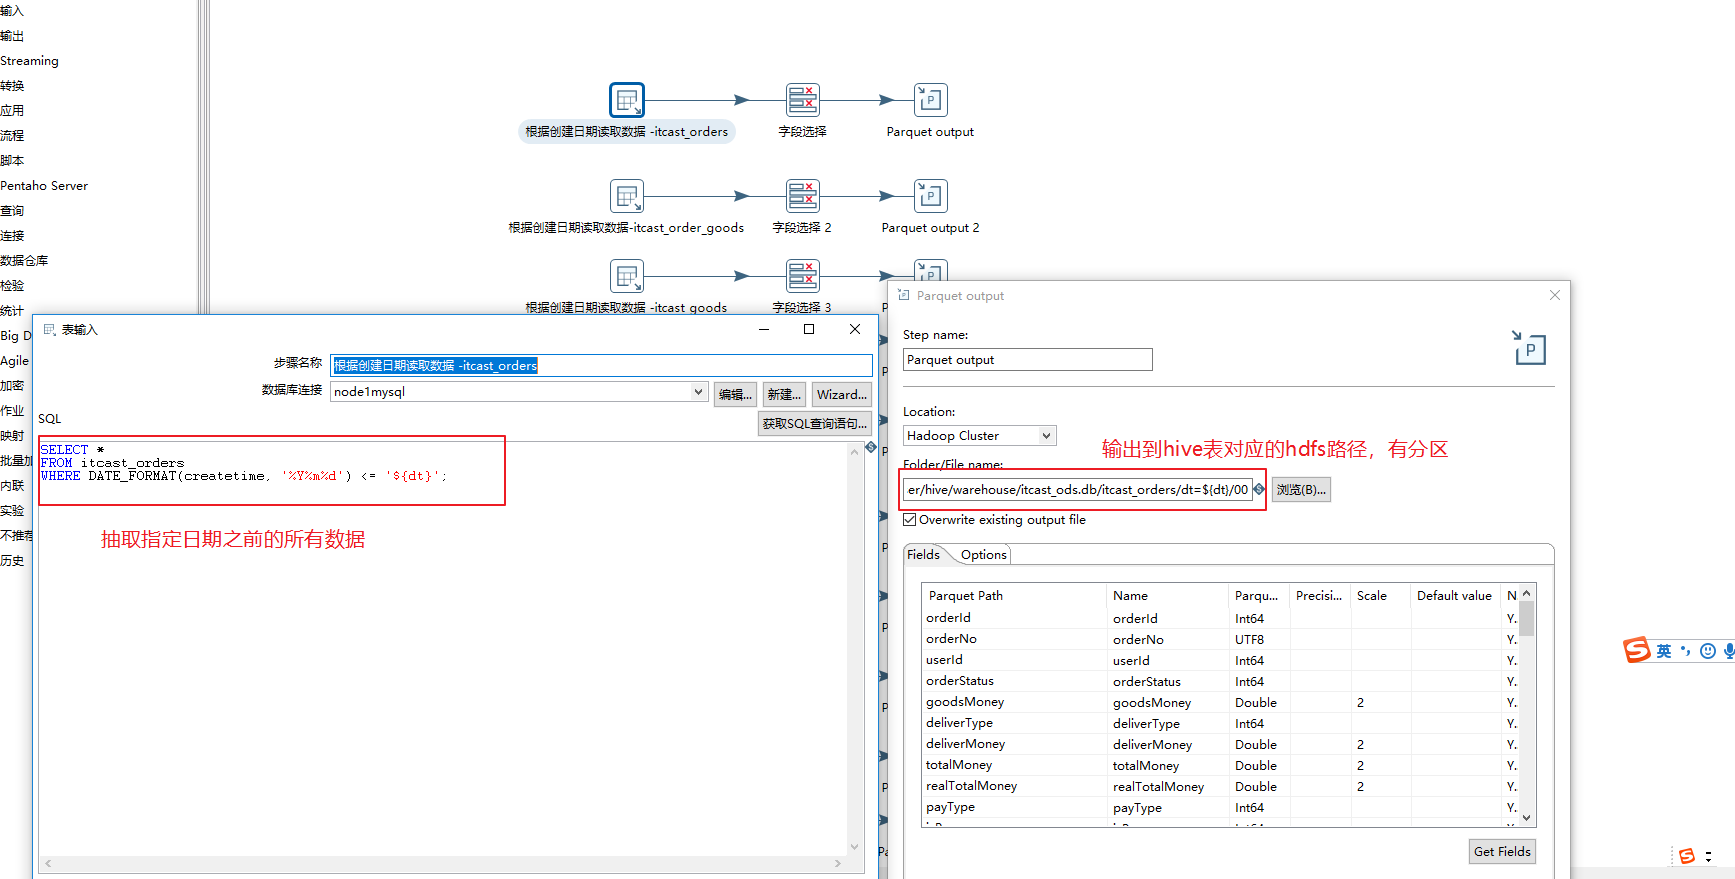 输入
输出
Streaming
转换
应用
流程
脚本
Pentaho Server
查询
连接
数据仓库
检验
统计
Big D
Agile
加密
作业
映射
批量加
内联
实验
不推荐
历史
根据创建日期读取数据 -itcast_orders
字段选择
Parquet output
根据创建日期读取数据-itcast_order_goods
字段选择 2
Parquet output 2
根据创建日期读取数据 -itcast_goods
字段选择 3
表输入
步骤名称
根据创建日期读取数据 -itcast_orders
数据库连接
node1mysql
编辑...
新建...
Wizard...
SQL
获取SQL查询语句...
SELECT *
FROM itcast_orders
WHERE DATE_FORMAT(createtime, '%Y%m%d') <= '${dt}';
抽取指定日期之前的所有数据
Parquet output
Step name:
Parquet output
Location:
Hadoop Cluster
输出到hive表对应的hdfs路径，有分区
Folder/File name:
er/hive/warehouse/itcast_ods.db/itcast_orders/dt=${dt}/00
浏览(B)...
Overwrite existing output file
Fields Options
Parquet Path Name Parqu... Precisi... Scale Default value N
orderId orderId Int64 Y.
orderNo orderNo UTF8 Y.
userId userId Int64 Y.
orderStatus orderStatus Int64 Y.
goodsMoney goodsMoney Double 2 Y.
deliverType deliverType Int64 Y.
deliverMoney deliverMoney Double 2 Y.
totalMoney totalMoney Double 2 Y.
realTotalMoney realTotalMoney Double 2 Y.
payType payType Int64 Y.
Get Fields
英